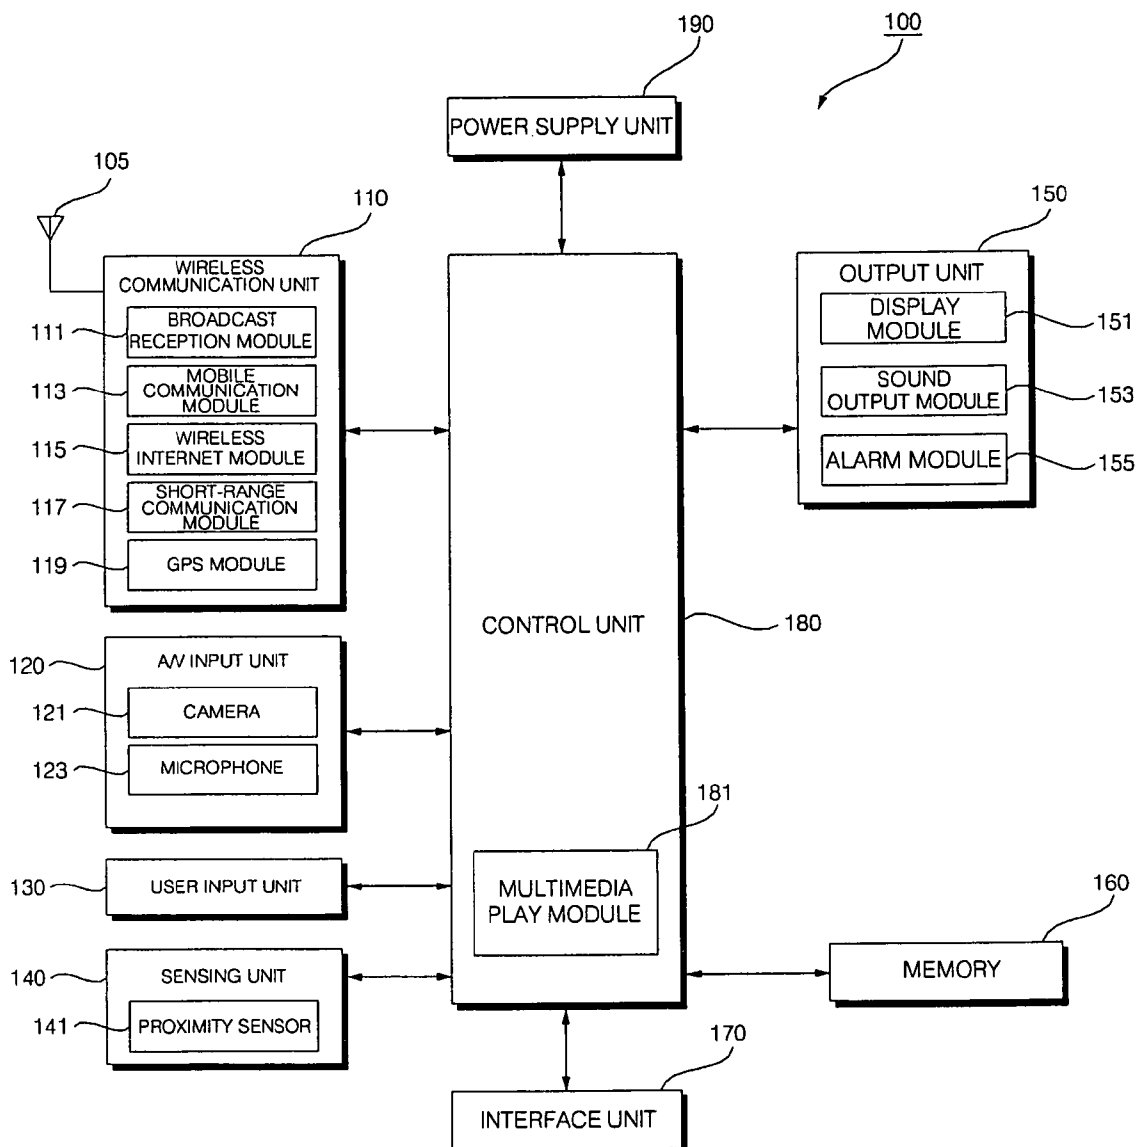 190
100
POWER SUPPLY UNIT
105
110
150
WIRELESS
COMMUNICATION UNIT
111
BROADCAST
RECEPTION MODULE
113
MOBILE
COMMUNICATION
MODULE
115
WIRELESS
INTERNET MODULE
117
SHORT-RANGE
COMMUNICATION
MODULE
119
GPS MODULE
OUTPUT UNIT
DISPLAY
MODULE
151
SOUND
OUTPUT MODULE
153
ALARM MODULE
155
CONTROL UNIT
180
120
A/V INPUT UNIT
121
CAMERA
123
MICROPHONE
181
MULTIMEDIA
PLAY MODULE
130
USER INPUT UNIT
160
MEMORY
140
SENSING UNIT
141
PROXIMITY SENSOR
170
INTERFACE UNIT